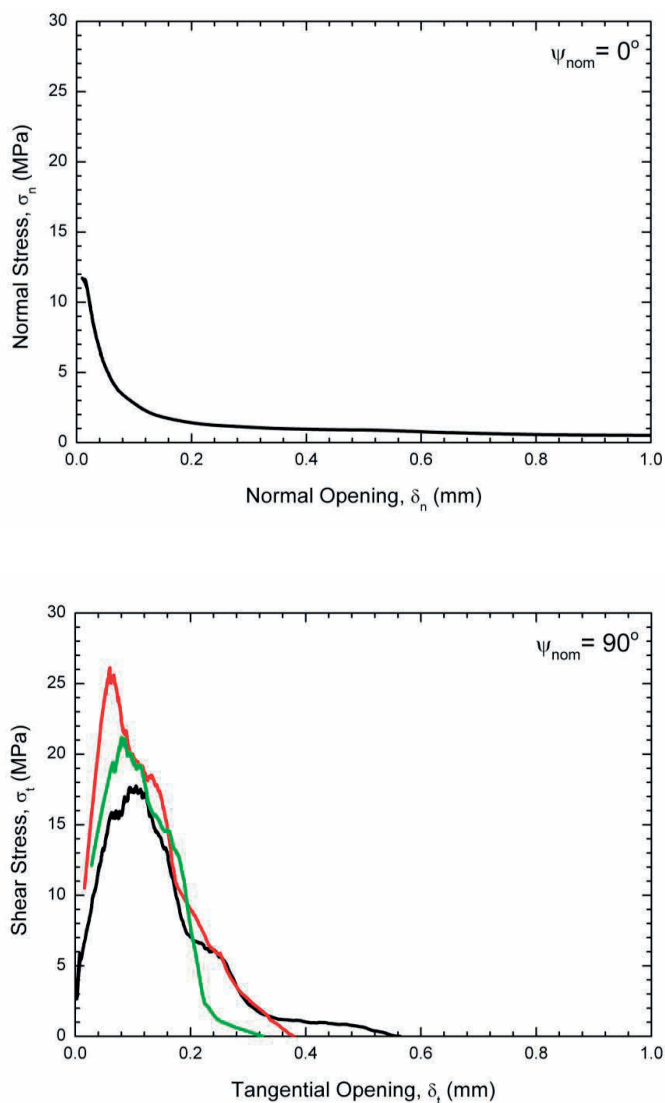 30
25
20
15
10
5
0
Normal Stress, σn (MPa)
ψnom= 0°
0.0 0.2 0.4 0.6 0.8 1.0
Normal Opening, δn (mm)
30
25
20
15
10
5
0
Shear Stress, σt (MPa)
ψnom= 90°
0.0 0.2 0.4 0.6 0.8 1.0
Tangential Opening, δt (mm)